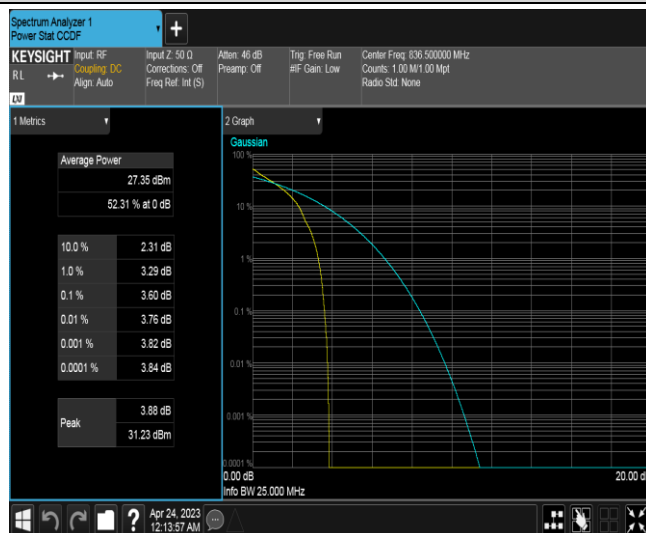 Spectrum Analyzer 1
Power Stat CCDF
KEYSIGHT Input: RF Input Z: 50 Ω Atten: 46 dB Trig: Free Run Center Freq: 836.500000 MHz
RL Coupling: DC Corrections: Off Preamp: Off #IF Gain: Low Counts: 1.00 M/1.00 Mpt
Align: Auto Freq Ref: Int (S) Radio Std: None
LXI
1 Metrics
2 Graph
Average Power
27.35 dBm
52.31 % at 0 dB
10.0 % 2.31 dB
1.0 % 3.29 dB
0.1 % 3.60 dB
0.01 % 3.76 dB
0.001 % 3.82 dB
0.0001 % 3.84 dB
Peak 3.88 dB
31.23 dBm
Gaussian
100 %
10 %
1 %
0.1 %
0.01 %
0.001 %
0.0001 %
0.00 dB 20.00 d
Info BW 25.000 MHz
? Apr 24, 2023
12:13:57 AM